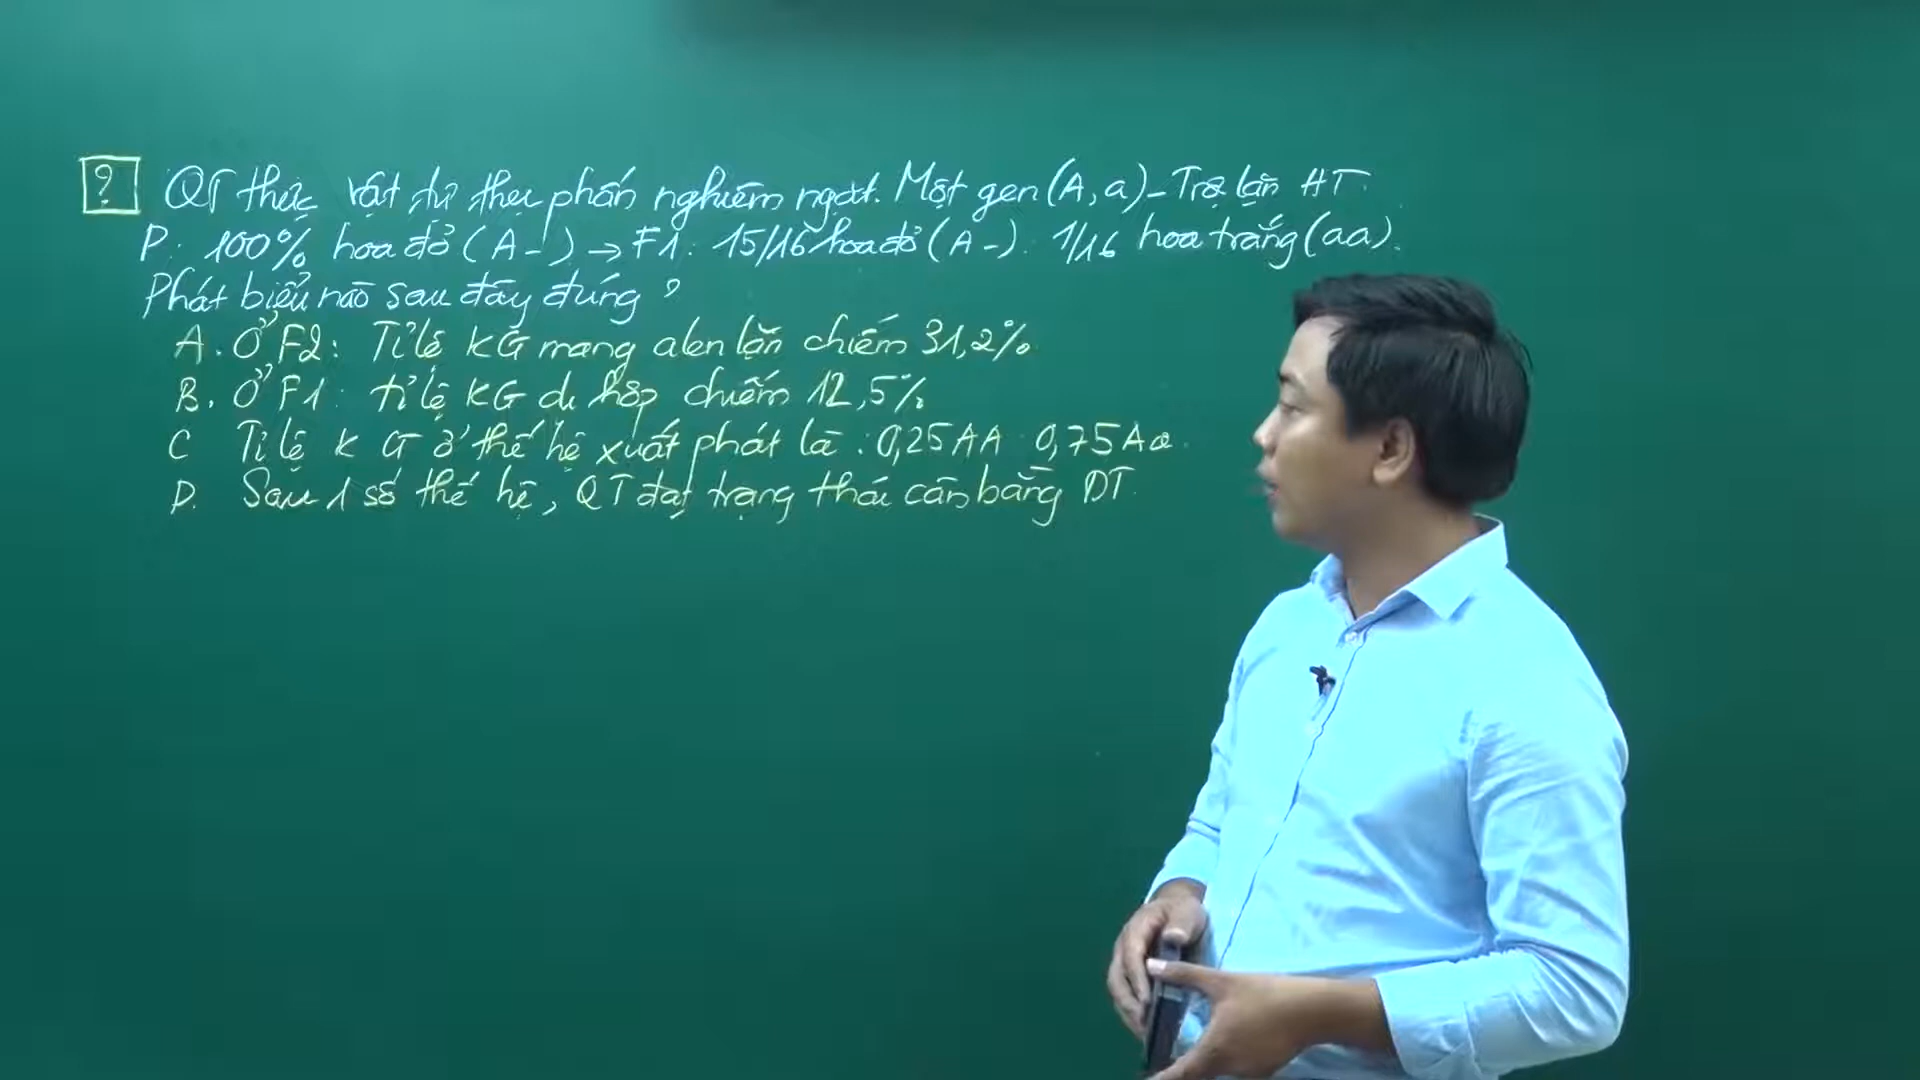 ? QT thực vật tự thụ phấn nghiêm ngặt. Một gen (A, a) - Trội lặn HT.
P: 100% hoa đỏ (A-) → F1: 15/16 hoa đỏ (A-) : 1/16 hoa trắng (aa).
Phát biểu nào sau đây đúng ?
A. Ở F2: Tỉ lệ KG mang alen lặn chiếm 31,2%.
B. Ở F1: tỉ lệ KG dị hợp chiếm 12,5%
C Tỉ lệ KG ở thế hệ xuất phát là : 0,25AA : 0,75Aa.
D. Sau 1 số thế hệ, QT đạt trạng thái cân bằng DT.